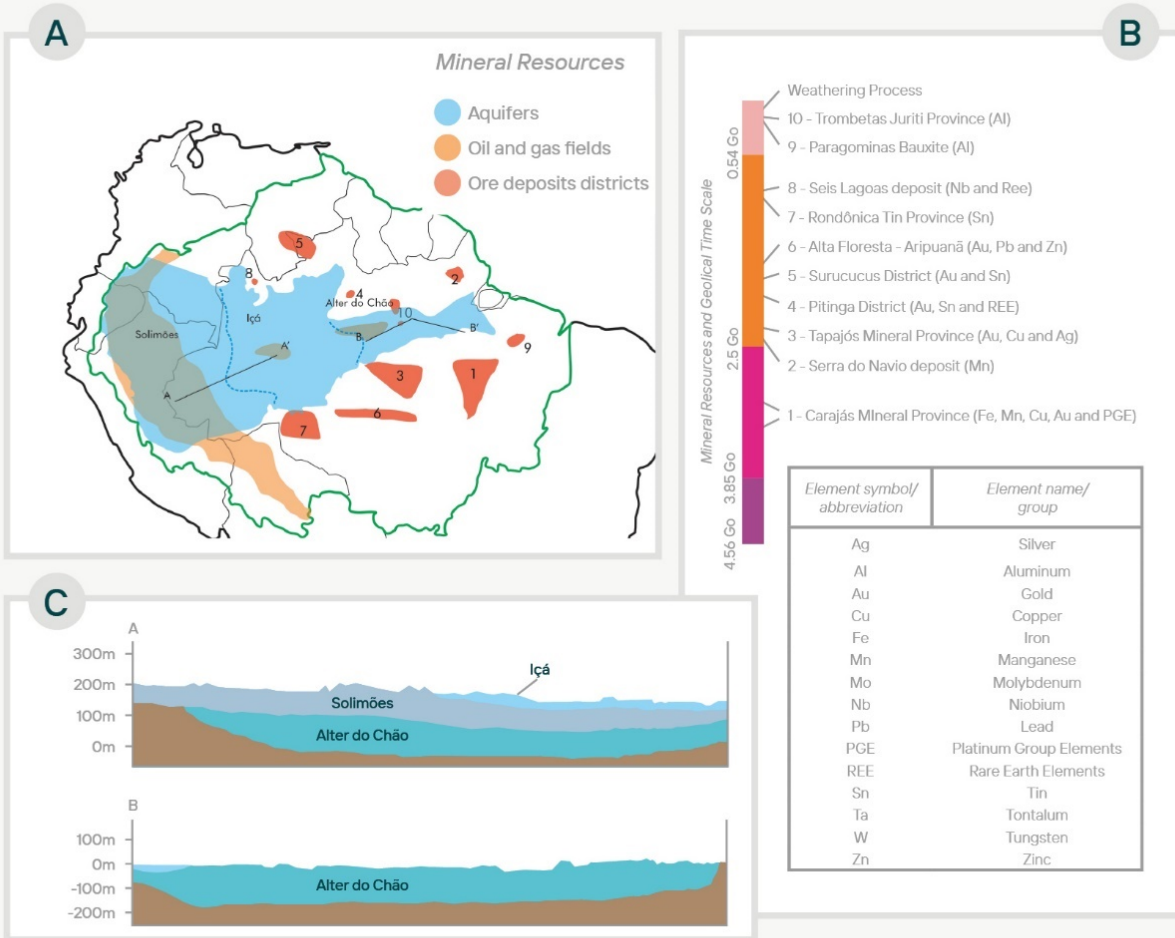 A
Mineral Resources
Aquifers
Oil and gas fields
Ore deposits districts
5
8
2
4
Alter do Chão
10
Içá
Solimões
B'
B
A'
9
A
3
1
6
7
B
Mineral Resources and Geolical Time Scale
0.54 Go
2.5 Go
3.85 Go
4.56 Go
Weathering Process
10 - Trombetas Juriti Province (Al)
9 - Paragominas Bauxite (Al)
8 - Seis Lagoas deposit (Nb and Ree)
7 - Rondônica Tin Province (Sn)
6 - Alta Floresta - Aripuanã (Au, Pb and Zn)
5 - Surucucus District (Au and Sn)
4 - Pitinga District (Au, Sn and REE)
3 - Tapajós Mineral Province (Au, Cu and Ag)
2 - Serra do Navio deposit (Mn)
1 - Carajás MIneral Province (Fe, Mn, Cu, Au and PGE)
Element symbol/ abbreviation Element name/ group
Ag Silver
Al Aluminum
Au Gold
Cu Copper
Fe Iron
Mn Manganese
Mo Molybdenum
Nb Niobium
Pb Lead
PGE Platinum Group Elements
REE Rare Earth Elements
Sn Tin
Ta Tontalum
W Tungsten
Zn Zinc
C
A
300m
200m
100m
0m
Içá
Solimões
Alter do Chão
B
100m
0m
-100m
-200m
Alter do Chão